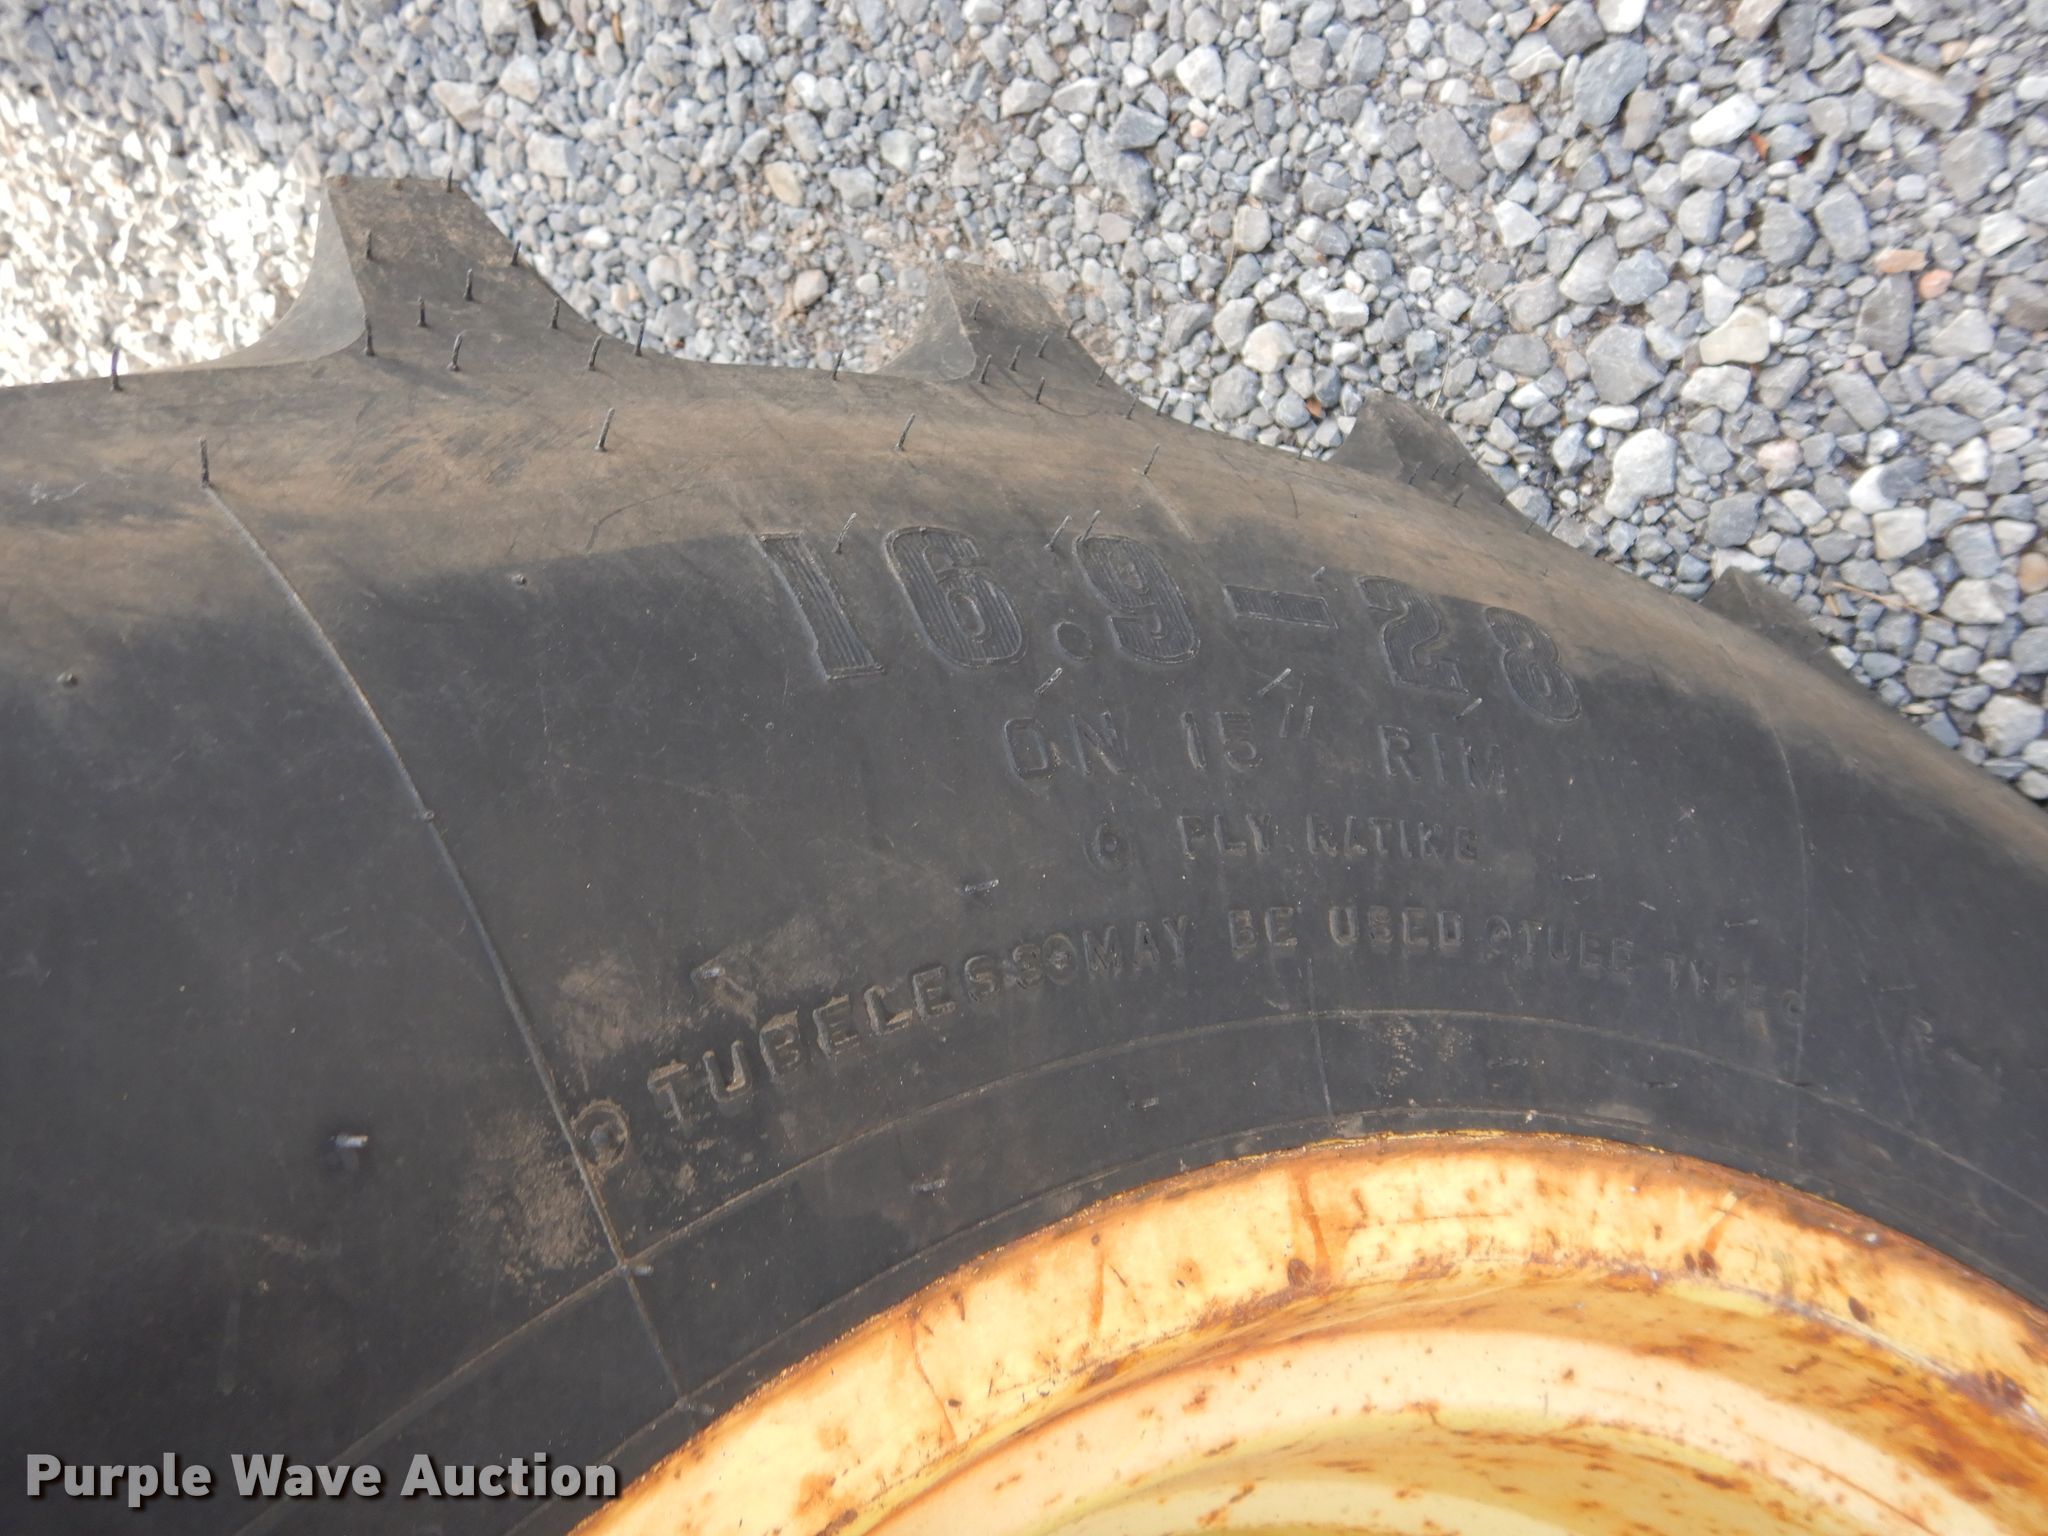 16.9-28
ON 15" RIM
6 PLY RATING
TUBELESS MAY BE USED TUBE TYPE
Purple Wave Auction